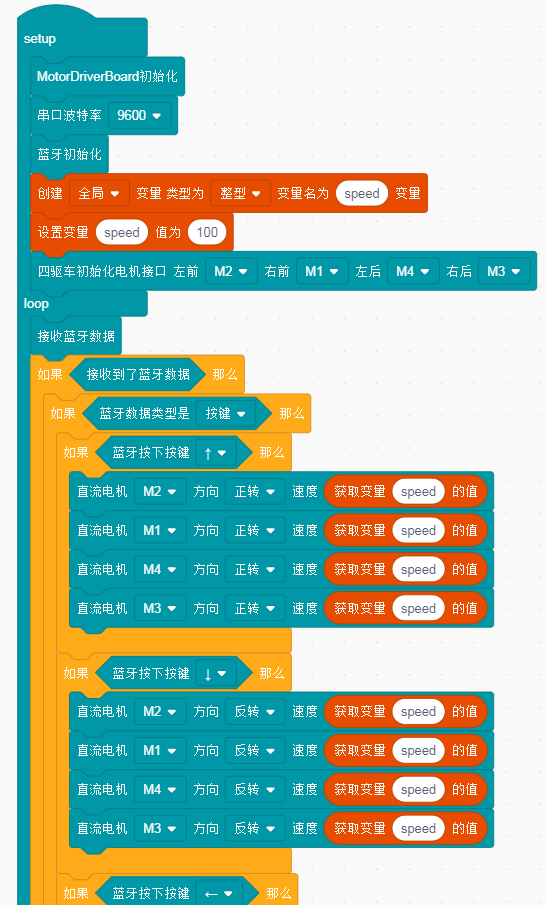 setup
MotorDriverBoard初始化
串口波特率 9600
蓝牙初始化
创建 全局 变量 类型为 整型 变量名为 speed 变量
设置变量 speed 值为 100
四驱车初始化电机接口 左前 M2 右前 M1 左后 M4 右后 M3
loop
接收蓝牙数据
如果 接收到了蓝牙数据 那么
如果 蓝牙数据类型是 按键 那么
如果 蓝牙按下按键 ↑ 那么
直流电机 M2 方向 正转 速度 获取变量 speed 的值
直流电机 M1 方向 正转 速度 获取变量 speed 的值
直流电机 M4 方向 正转 速度 获取变量 speed 的值
直流电机 M3 方向 正转 速度 获取变量 speed 的值
如果 蓝牙按下按键 ↓ 那么
直流电机 M2 方向 反转 速度 获取变量 speed 的值
直流电机 M1 方向 反转 速度 获取变量 speed 的值
直流电机 M4 方向 反转 速度 获取变量 speed 的值
直流电机 M3 方向 反转 速度 获取变量 speed 的值
如果 蓝牙按下按键 ← 那么